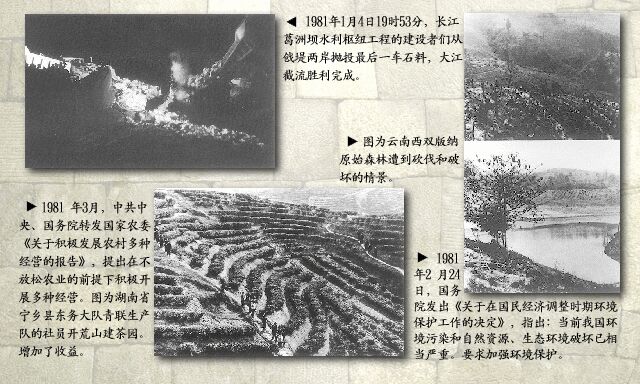 ◀ 1981年1月4日19时53分，长江
葛洲坝水利枢纽工程的建设者们从
戗堤两岸抛投最后一车石料，大江
截流胜利完成。
▶ 图为云南西双版纳
原始森林遭到砍伐和破
坏的情景。
▶ 1981 年3月，中共中
央、国务院转发国家农委
《关于积极发展农村多种
经营的报告》，提出在不
放松农业的前提下积极开
展多种经营。图为湖南省
宁乡县东务大队青联生产
队的社员开荒山建茶园。
增加了收益。
▶ 1981
年2 月24
日，国务
院发出《关于在国民经济调整时期环境
保护工作的决定》，指出：当前我国环
境污染和自然资源、生态环境破坏已相
当严重。要求加强环境保护。